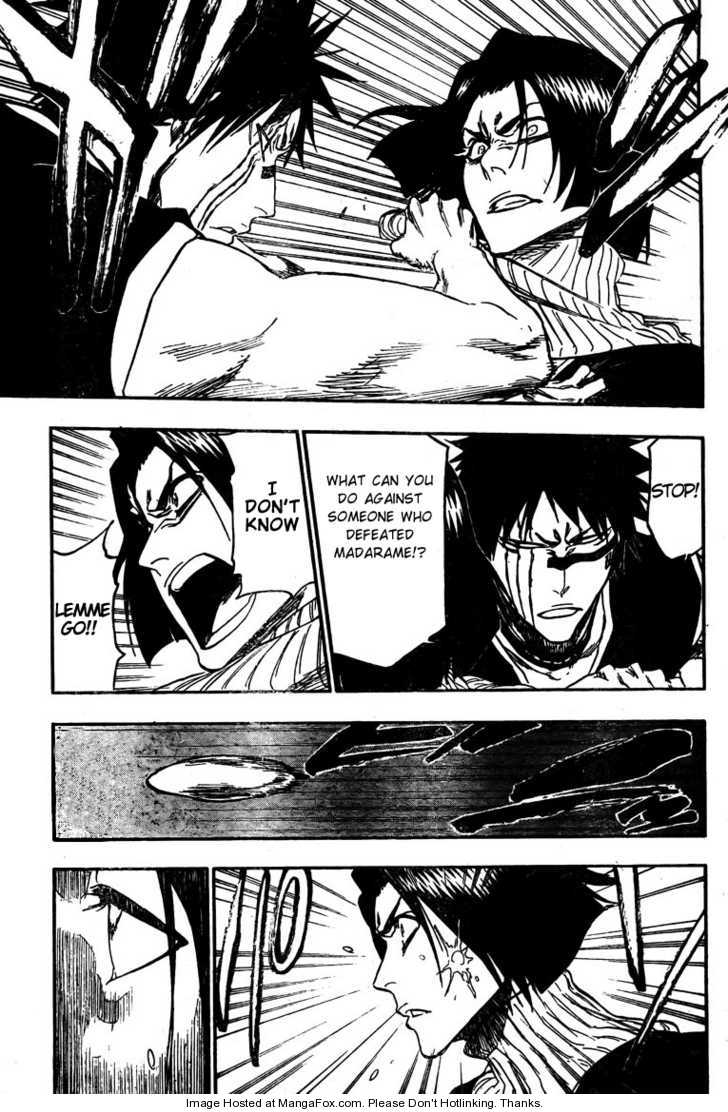 STOP!
WHAT CAN YOU
DO AGAINST
SOMEONE WHO
DEFEATED
MADARAME!?
I
DON'T
KNOW
LEMME
GO!!
Image Hosted at MangaFox.com. Please Don't Hotlinking. Thanks.